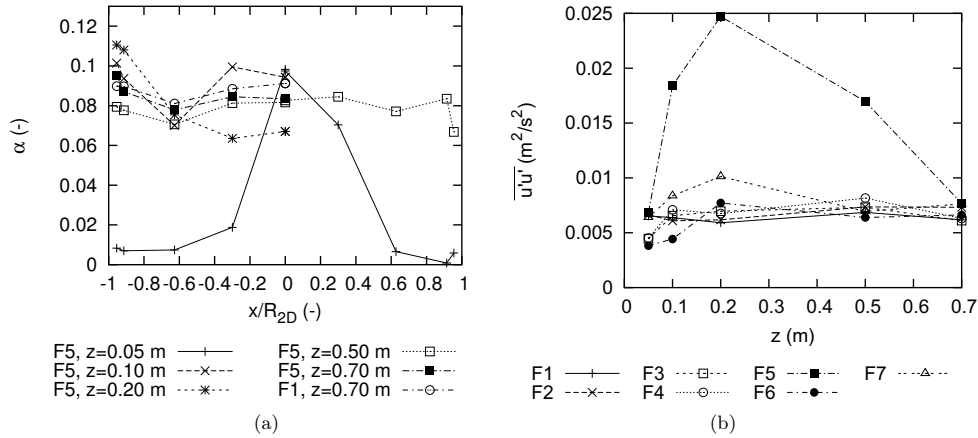 0.12
0.1
0.08
0.06
0.04
0.02
0
α (-)
-1 -0.8 -0.6 -0.4 -0.2 0 0.2 0.4 0.6 0.8 1
x/R2D (-)
F5, z=0.05 m
F5, z=0.10 m
F5, z=0.20 m
F5, z=0.50 m
F5, z=0.70 m
F1, z=0.70 m
(a)
0.025
0.02
0.015
0.01
0.005
0
u'u' (m²/s²)
0 0.1 0.2 0.3 0.4 0.5 0.6 0.7
z (m)
F1 F3 F5 F7
F2 F4 F6
(b)